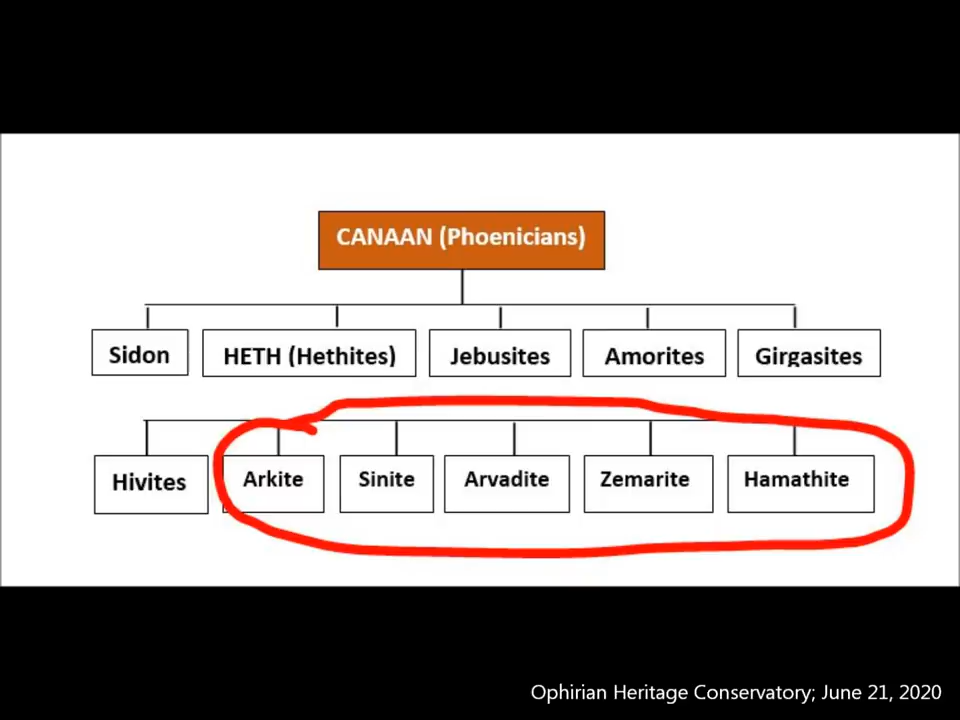 CANAAN (Phoenicians)
Sidon
HETH (Hethites)
Jebusites
Amorites
Girgasites
Hivites
Arkite
Sinite
Arvadite
Zemarite
Hamathite
Ophirian Heritage Conservatory; June 21, 2020